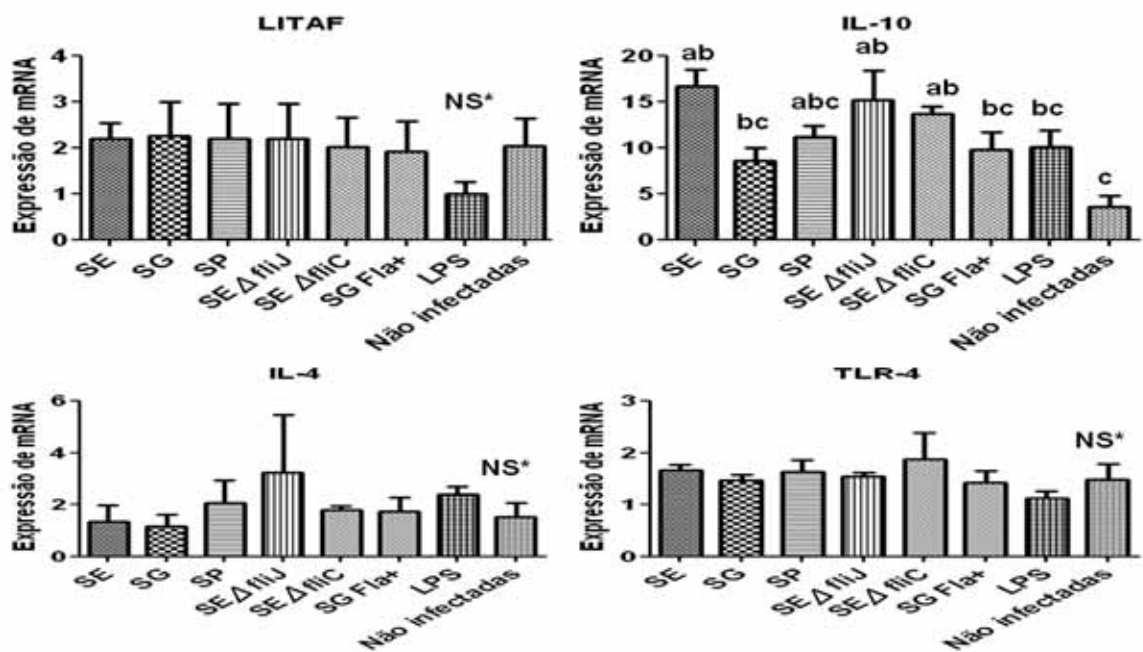 LITAF
Expressão de mRNA
4
3
2
1
0
NS*
SE
SG
SP
SE Δ fliJ
SE Δ fliC
SG Fla+
LPS
Não infectadas
IL-10
Expressão de mRNA
20
15
10
5
0
ab
bc
abc
ab
ab
bc
bc
c
SE
SG
SP
SE Δ fliJ
SE Δ fliC
SG Fla+
LPS
Não infectadas
IL-4
Expressão de mRNA
6
4
2
0
NS*
SE
SG
SP
SE Δ fliJ
SE Δ fliC
SG Fla+
LPS
Não infectadas
TLR-4
Expressão de mRNA
3
2
1
0
NS*
SE
SG
SP
SE Δ fliJ
SE Δ fliC
SG Fla+
LPS
Não infectadas